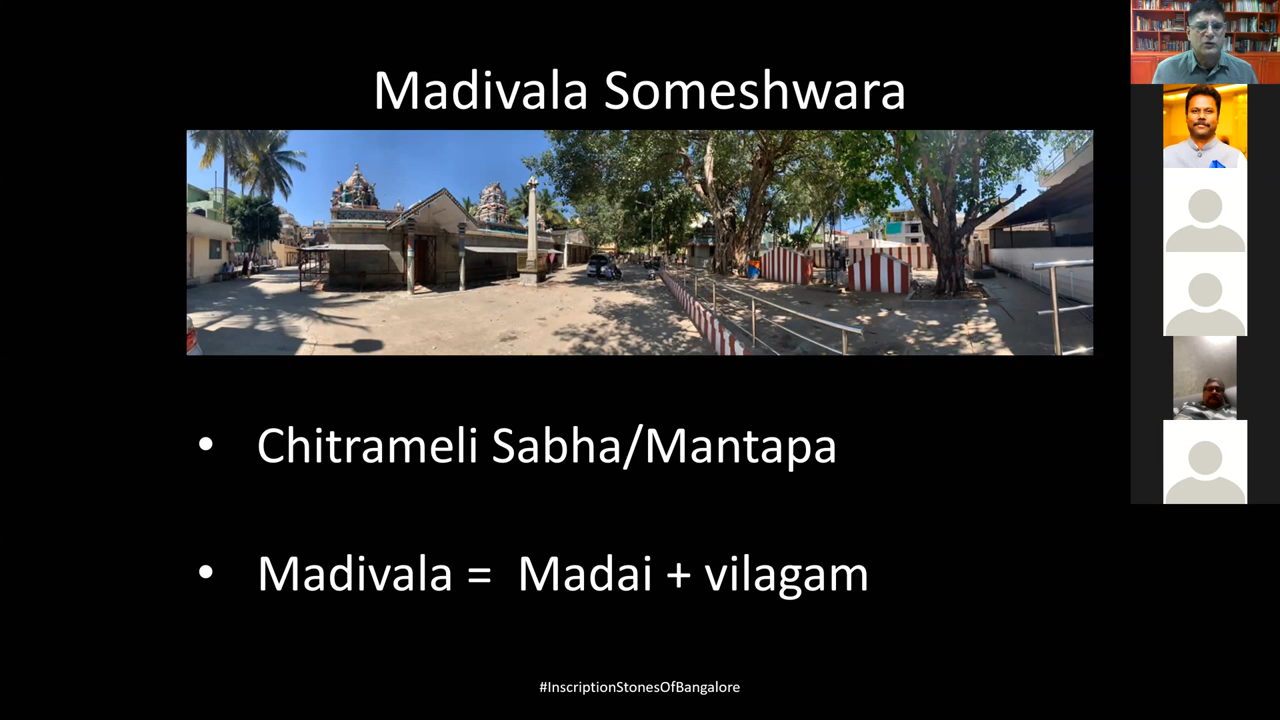 Madivala Someshwara
• Chitrameli Sabha/Mantapa
• Madivala = Madai + vilagam
#InscriptionStonesOfBangalore